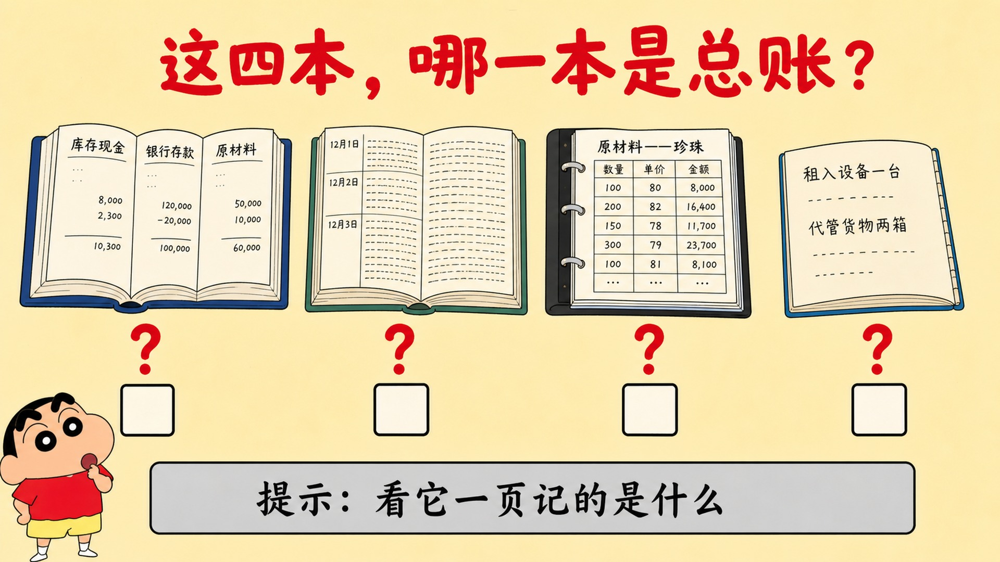 这四本，哪一本是总账？
库存现金 银行存款 原材料
... ... ...
... ... ...
8,000 120,000 50,000
2,300 -20,000 10,000
10,300 100,000 60,000
12月1日
12月2日
12月3日
原材料——珍珠
数量 单价 金额
100 80 8,000
200 82 16,400
150 78 11,700
300 79 23,700
100 81 8,100
... ... ...
租入设备一台
代管货物两箱
? ? ? ?
提示：看它一页记的是什么